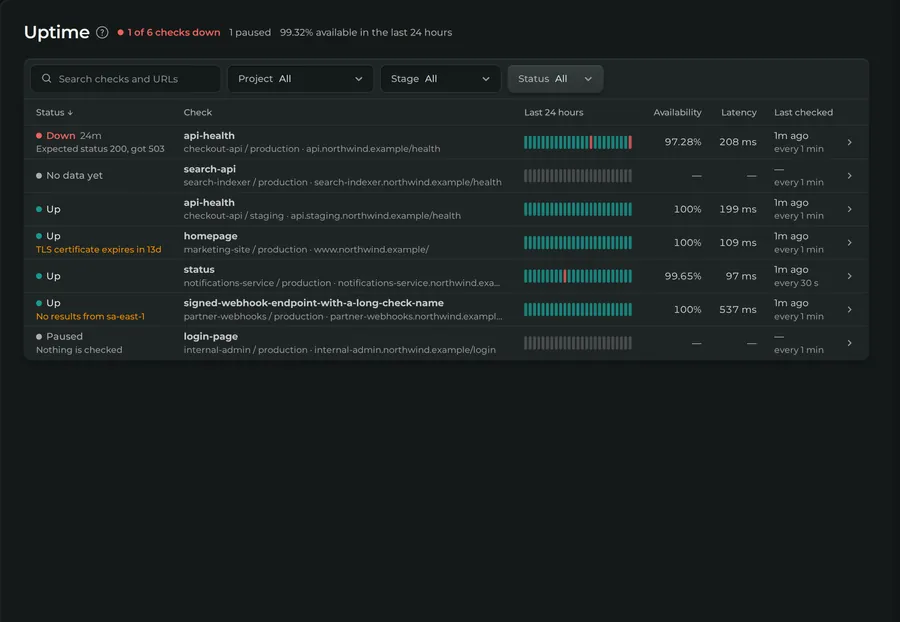 Uptime ? 1 of 6 checks down 1 paused 99.32% available in the last 24 hours
Search checks and URLs Project All Stage All Status All
Status ↓ Check Last 24 hours Availability Latency Last checked
Down 24m api-health 97.28% 208 ms 1m ago
Expected status 200, got 503 checkout-api / production · api.northwind.example/health every 1 min
No data yet search-api — — —
search-indexer / production · search-indexer.northwind.example/health every 1 min
Up api-health 100% 199 ms 1m ago
checkout-api / staging · api.staging.northwind.example/health every 1 min
Up homepage 100% 109 ms 1m ago
TLS certificate expires in 13d marketing-site / production · www.northwind.example/ every 1 min
Up status 99.65% 97 ms 1m ago
notifications-service / production · notifications-service.northwind.exa... every 30 s
Up signed-webhook-endpoint-with-a-long-check-name 100% 537 ms 1m ago
No results from sa-east-1 partner-webhooks / production · partner-webhooks.northwind.exampl... every 1 min
Paused login-page — — —
Nothing is checked internal-admin / production · internal-admin.northwind.example/login every 1 min